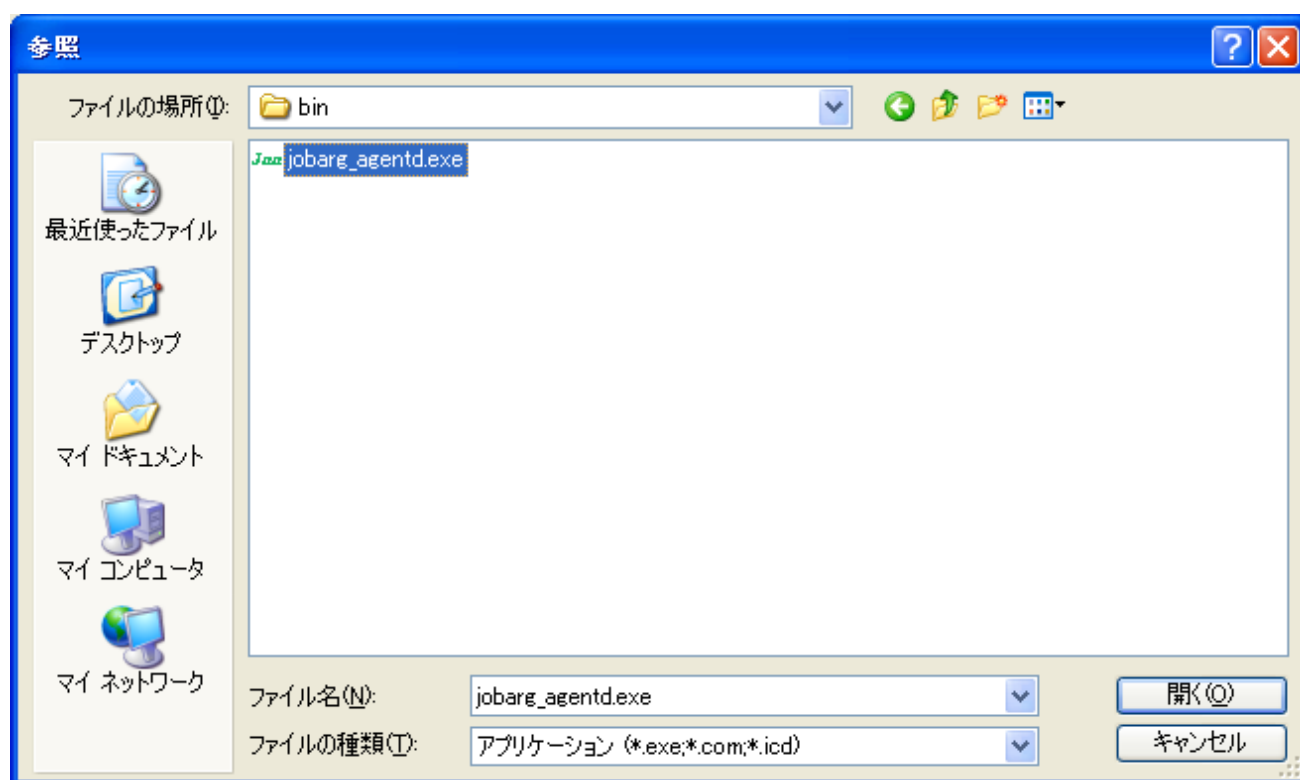 参照
ファイルの場所(I):
bin
Jaz jobarg_agentd.exe
最近使ったファイル
デスクトップ
マイ ドキュメント
マイ コンピュータ
マイ ネットワーク
ファイル名(N):
jobarg_agentd.exe
開く(O)
ファイルの種類(T):
アプリケーション (*.exe;*.com;*.icd)
キャンセル